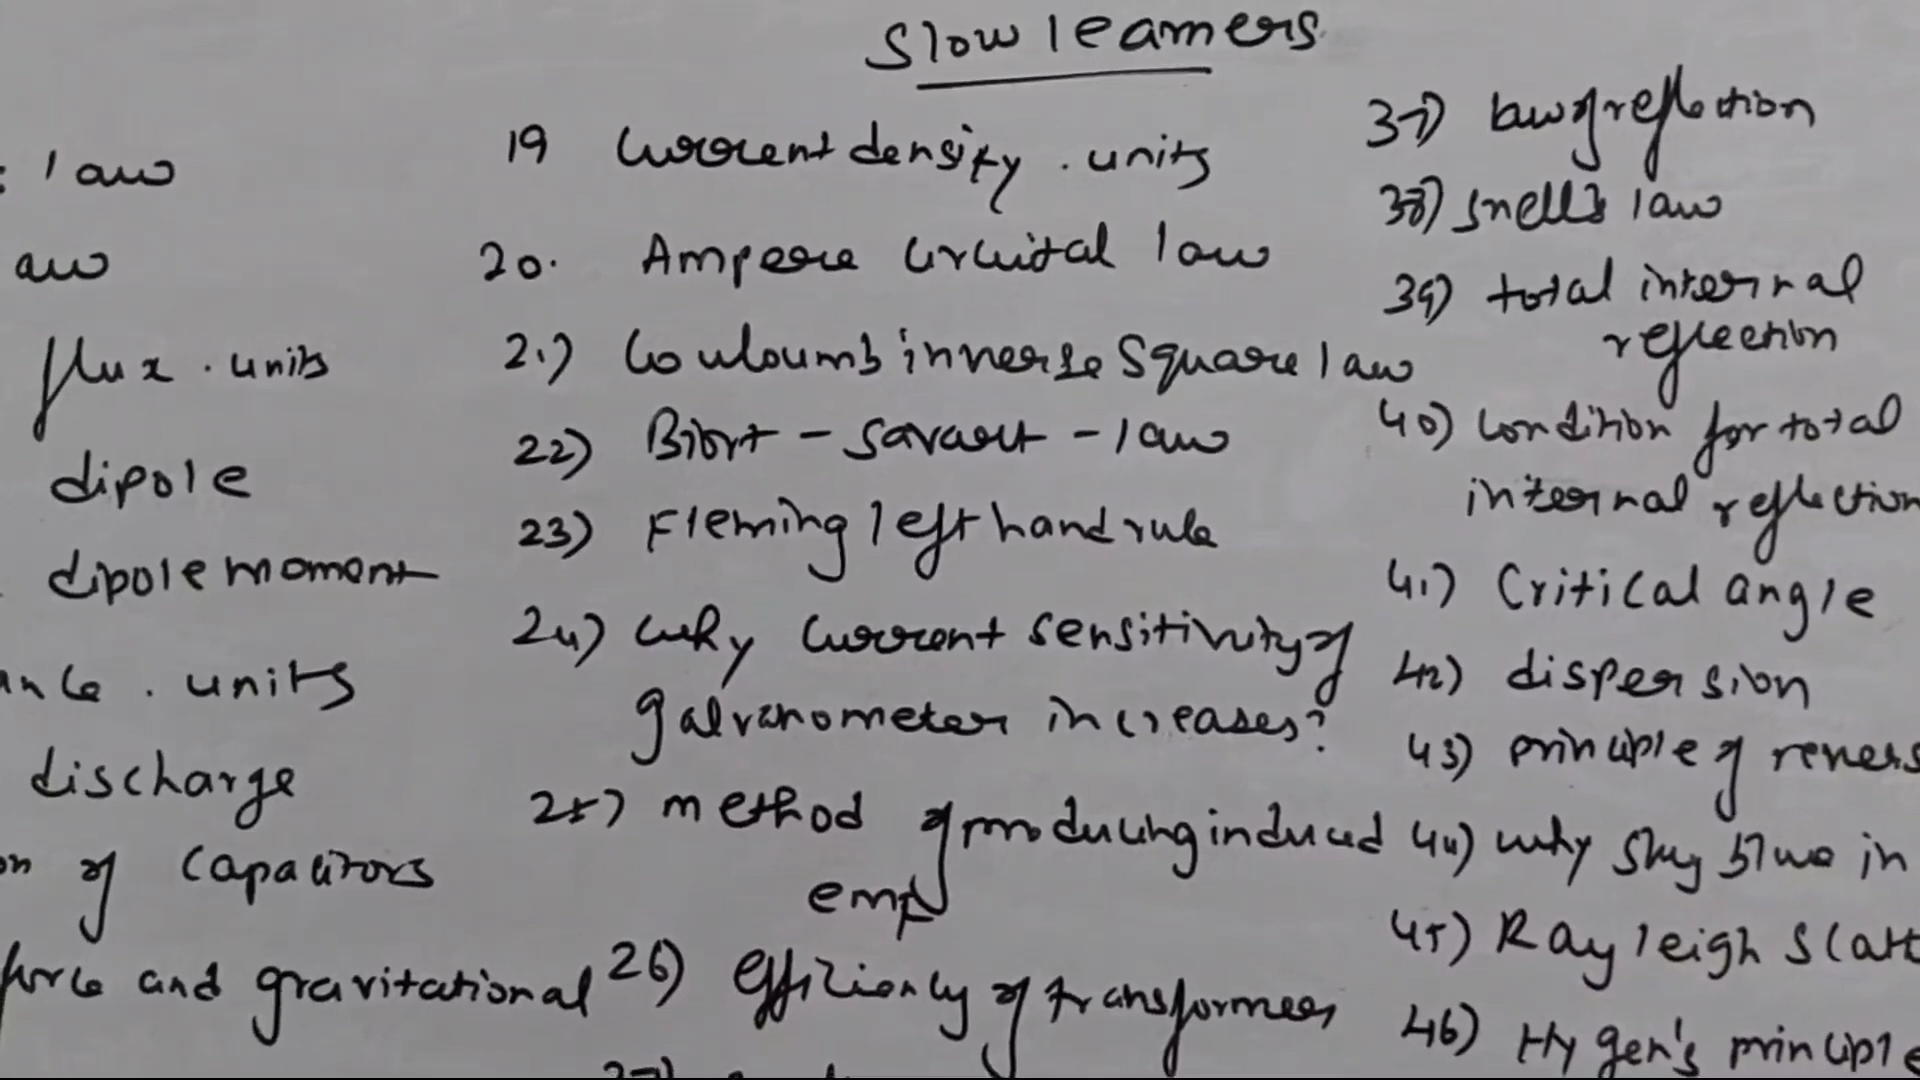 Slow learners
law
aw
flux . units
dipole
dipole moment
. units
discharge
of capacitors
force and gravitational
19 Current density . units
20. Ampere circuital law
21) Couloumb inverse square law
22) Biort - Savart - law
23) Fleming left hand rule
24) why current sensitivity of
galvanometer increases?
25) method of producing induced
emf
26) efficiency of transformer
37) law of reflection
38) snell's law
39) total internal
reflection
40) condition for total
internal reflection
41) Critical angle
42) dispersion
43) principle of revers
44) why sky blue in
45) Rayleigh Scatt
46) Hygen's principle